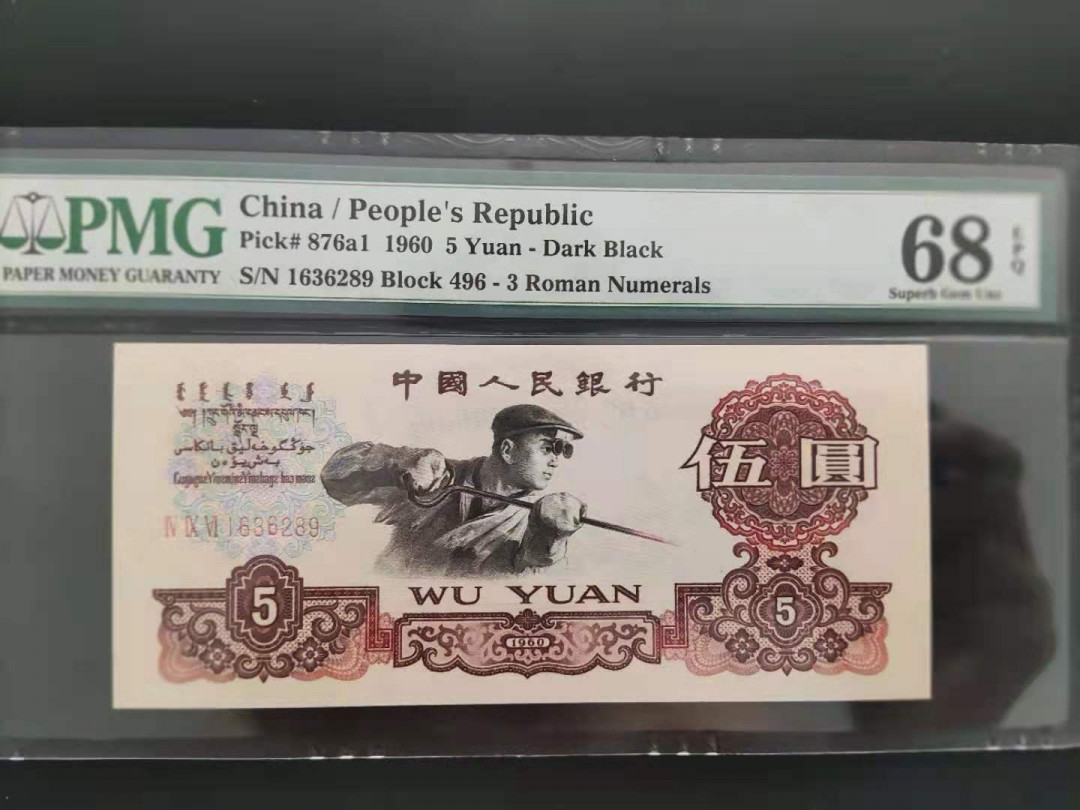 PMG
PAPER MONEY GUARANTY
China / People's Republic
Pick# 876a1 1960 5 Yuan - Dark Black
S/N 1636289 Block 496 - 3 Roman Numerals
68 EPQ
Superb Gem Unc
中國人民銀行
伍圓
IV IX VI 1636289
5
WU YUAN
1960
5